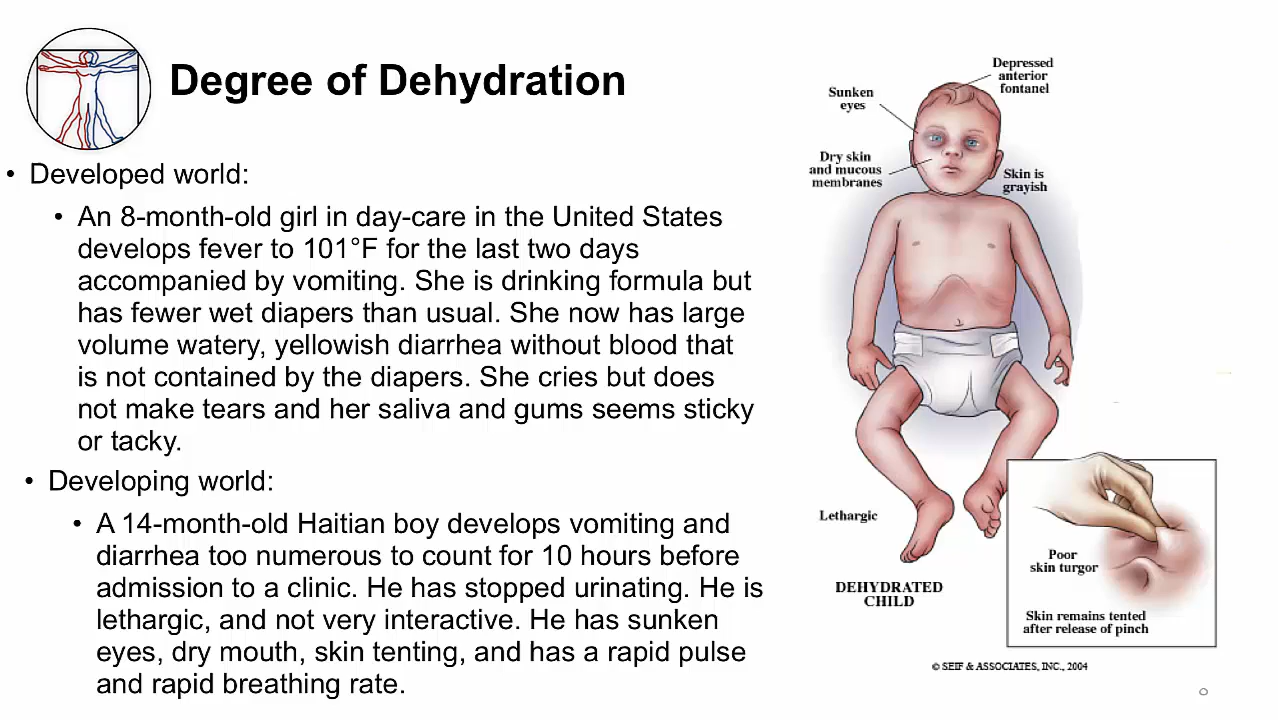 Degree of Dehydration
• Developed world:
• An 8-month-old girl in day-care in the United States
develops fever to 101°F for the last two days
accompanied by vomiting. She is drinking formula but
has fewer wet diapers than usual. She now has large
volume watery, yellowish diarrhea without blood that
is not contained by the diapers. She cries but does
not make tears and her saliva and gums seems sticky
or tacky.
• Developing world:
• A 14-month-old Haitian boy develops vomiting and
diarrhea too numerous to count for 10 hours before
admission to a clinic. He has stopped urinating. He is
lethargic, and not very interactive. He has sunken
eyes, dry mouth, skin tenting, and has a rapid pulse
and rapid breathing rate.
Depressed
anterior
fontanel
Sunken
eyes
Dry skin
and mucous
membranes
Skin is
grayish
Lethargic
DEHYDRATED
CHILD
Poor
skin turgor
Skin remains tented
after release of pinch
© SEIF & ASSOCIATES, INC., 2004